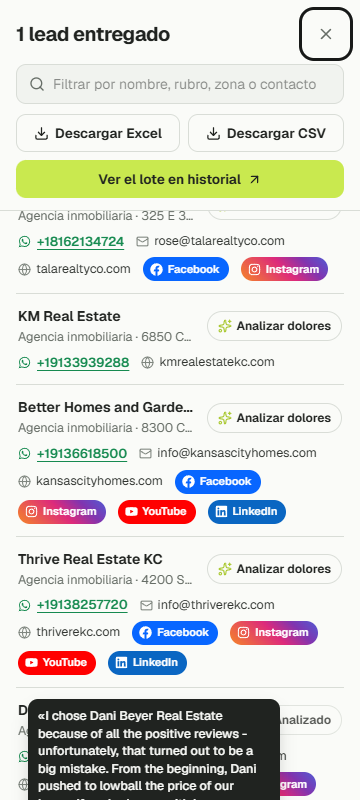 1 lead entregado
Filtrar por nombre, rubro, zona o contacto
Descargar Excel
Descargar CSV
Ver el lote en historial
Agencia inmobiliaria · 325 E 3...
+18162134724 rose@talarealtyco.com
talarealtyco.com Facebook Instagram
KM Real Estate
Agencia inmobiliaria · 6850 C...
Analizar dolores
+19133939288 kmrealestatekc.com
Better Homes and Garde...
Agencia inmobiliaria · 8300 C...
Analizar dolores
+19136618500 info@kansascityhomes.com
kansascityhomes.com Facebook
Instagram YouTube LinkedIn
Thrive Real Estate KC
Agencia inmobiliaria · 4200 S...
Analizar dolores
+19138257720 info@thriverekc.com
thriverekc.com Facebook Instagram
YouTube LinkedIn
D
Analizado
Ag
m
gram
«I chose Dani Beyer Real Estate
because of all the positive reviews -
unfortunately, that turned out to be a
big mistake. From the beginning, Dani
pushed to lowball the price of our